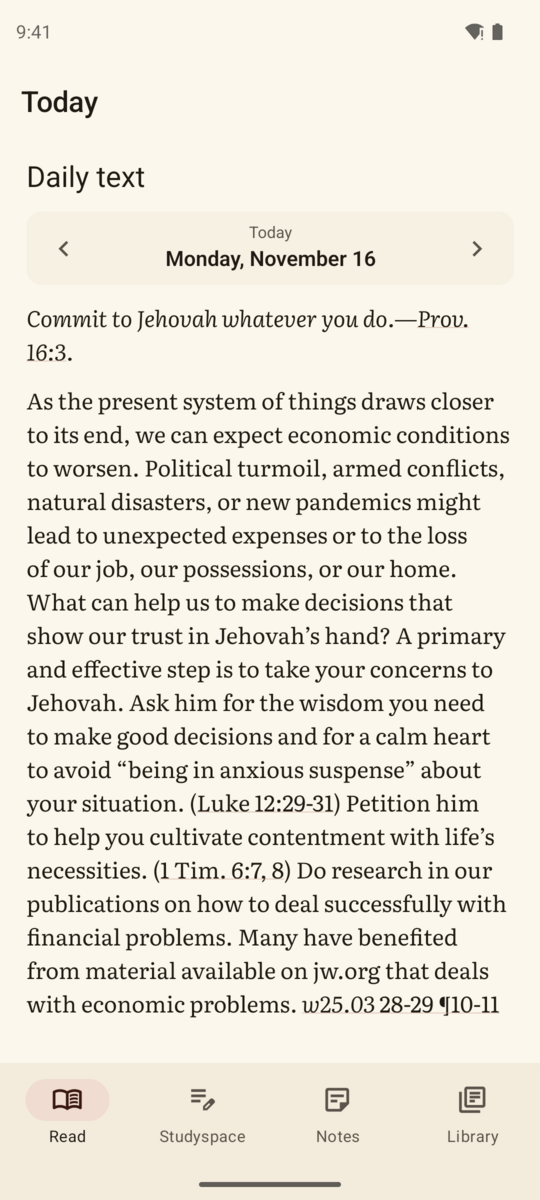 9:41
Today
Daily text
Today
Monday, November 16
Commit to Jehovah whatever you do.—Prov.
16:3.
As the present system of things draws closer
to its end, we can expect economic conditions
to worsen. Political turmoil, armed conflicts,
natural disasters, or new pandemics might
lead to unexpected expenses or to the loss
of our job, our possessions, or our home.
What can help us to make decisions that
show our trust in Jehovah’s hand? A primary
and effective step is to take your concerns to
Jehovah. Ask him for the wisdom you need
to make good decisions and for a calm heart
to avoid “being in anxious suspense” about
your situation. (Luke 12:29-31) Petition him
to help you cultivate contentment with life’s
necessities. (1 Tim. 6:7, 8) Do research in our
publications on how to deal successfully with
financial problems. Many have benefited
from material available on jw.org that deals
with economic problems. w25.03 28-29 ¶10-11
Read
Studyspace
Notes
Library